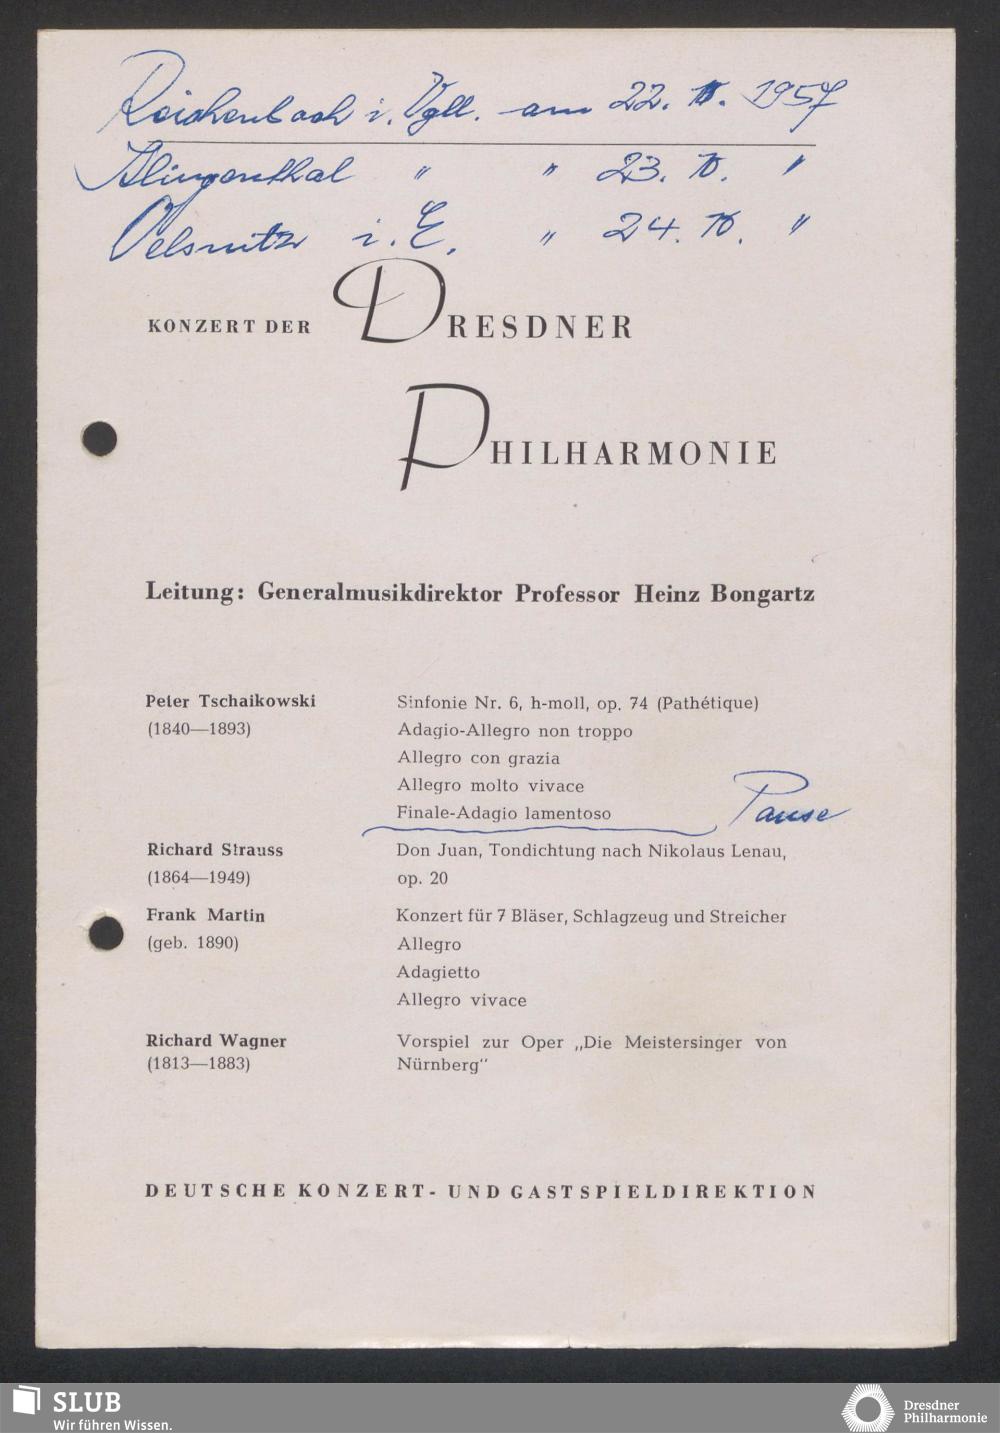 Reichenbach i. Vgtl. am 22. 1957
Klingenthal " " 23. "
Oelsnitz i. E. " 24. "
KONZERT DER DRESDNER
PHILHARMONIE
Leitung: Generalmusikdirektor Professor Heinz Bongartz
Peter Tschaikowski Sinfonie Nr. 6, h-moll, op. 74 (Pathétique)
(1840—1893) Adagio-Allegro non troppo
Allegro con grazia
Allegro molto vivace
Finale-Adagio lamentoso Pause
Richard Strauss Don Juan, Tondichtung nach Nikolaus Lenau,
(1864—1949) op. 20
Frank Martin Konzert für 7 Bläser, Schlagzeug und Streicher
(geb. 1890) Allegro
Adagietto
Allegro vivace
Richard Wagner Vorspiel zur Oper „Die Meistersinger von
(1813—1883) Nürnberg"
DEUTSCHE KONZERT- UND GASTSPIELDIREKTION
SLUB
Wir führen Wissen.
Dresdner
Philharmonie